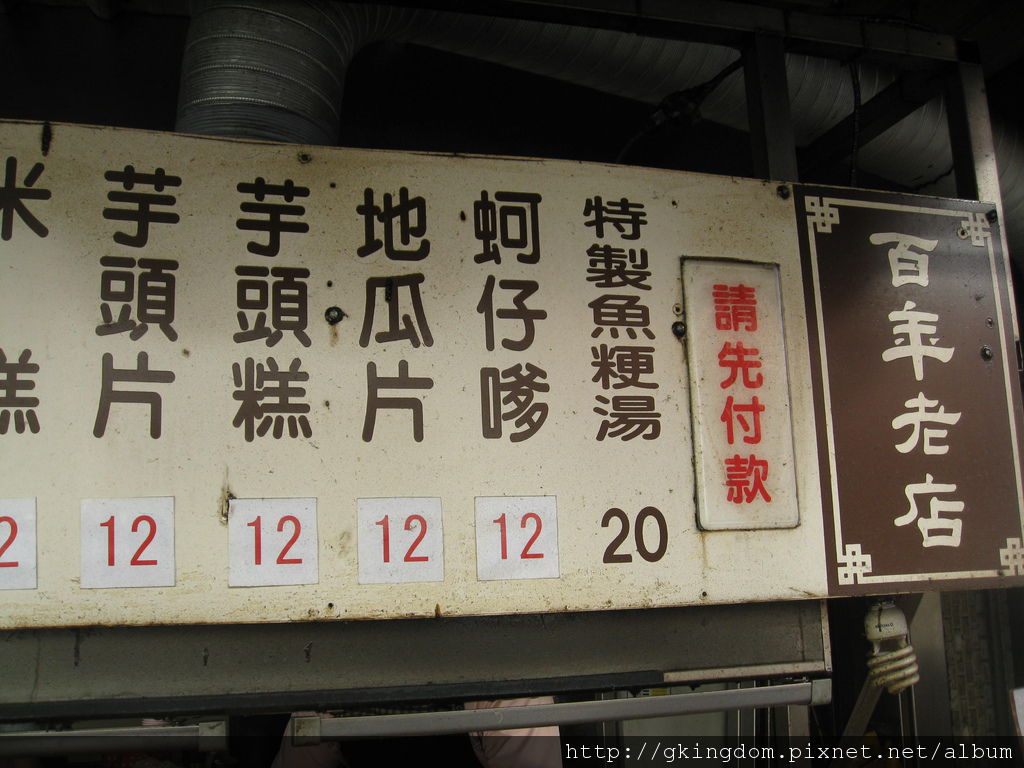 百年老店
請先付款
特製魚粳湯 20
蚵仔嗲 12
地瓜片 12
芋頭糕 12
芋頭片 12
米糕 2
http://gkingdom.pixnet.net/album